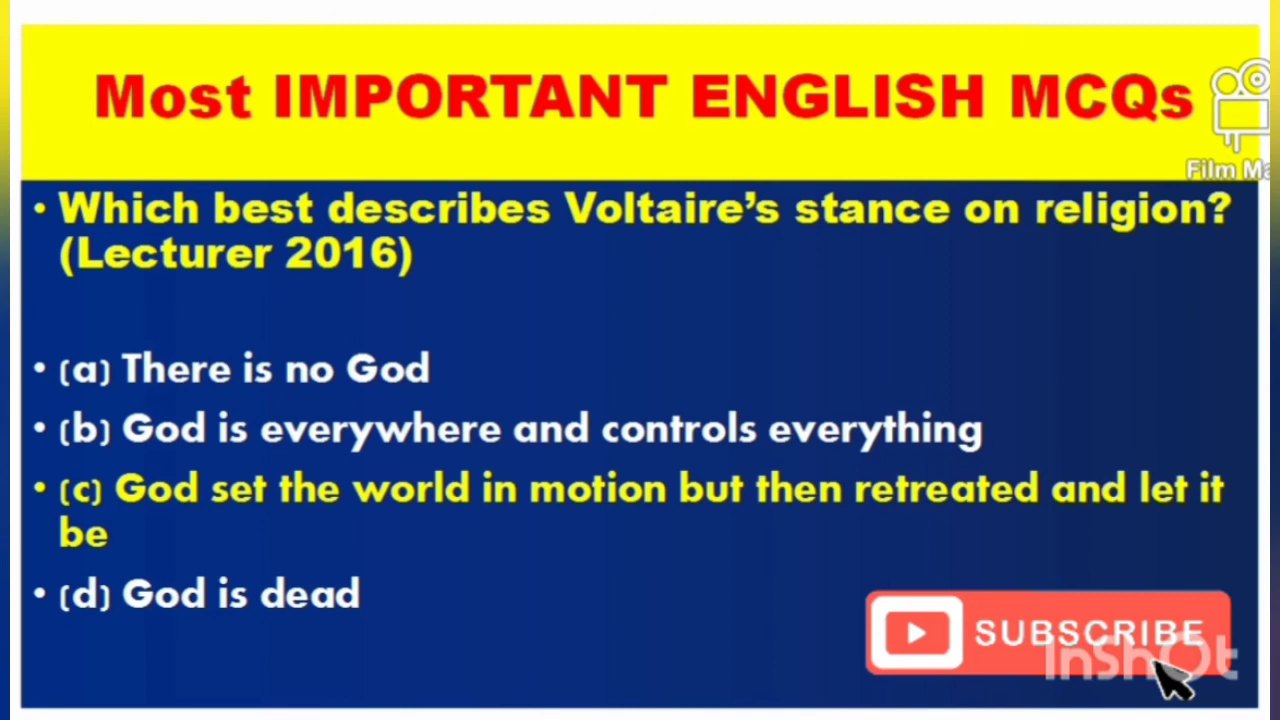 Most IMPORTANT ENGLISH MCQs
Film Ma
• Which best describes Voltaire’s stance on religion?
(Lecturer 2016)
• (a) There is no God
• (b) God is everywhere and controls everything
• (c) God set the world in motion but then retreated and let it
be
• (d) God is dead
SUBSCRIBE
InShOt